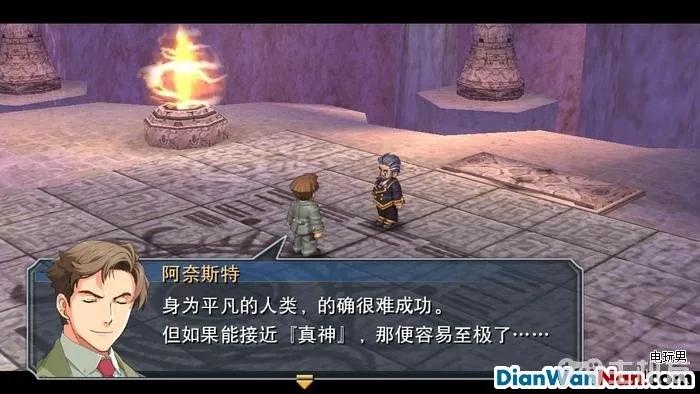 阿奈斯特
身为平凡的人类，的确很难成功。
但如果能接近『真神』，那便容易至极了……
电玩男
DianWanNan.com